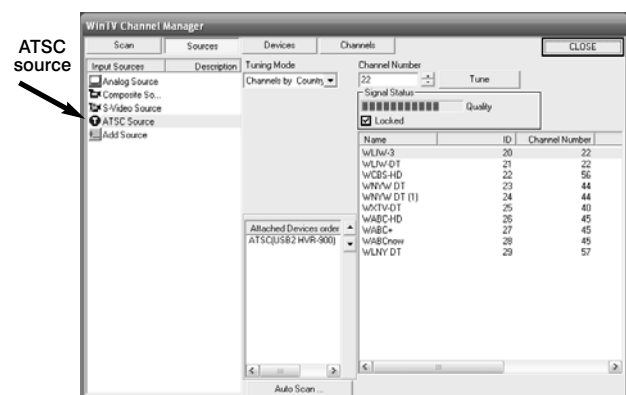 ATSC
source
WinTV Channel Manager
Scan
Sources
Devices
Channels
CLOSE
Input Sources
Description
Analog Source
Composite So...
S-Video Source
ATSC Source
Add Source
Tuning Mode
Channels by Country
Attached Devices order
ATSC(USB2 HVR-900)
Auto Scan ...
Channel Number
22
Tune
Signal Status
Quality
Locked
Name ID Channel Number
WLIW-3 20 22
WLIW-DT 21 22
WCBS-HD 22 56
WNYW DT 23 44
WNYW DT (1) 24 44
WXTV-DT 25 40
WABC-HD 26 45
WABC+ 27 45
WABCnow 28 45
WLNY DT 29 57